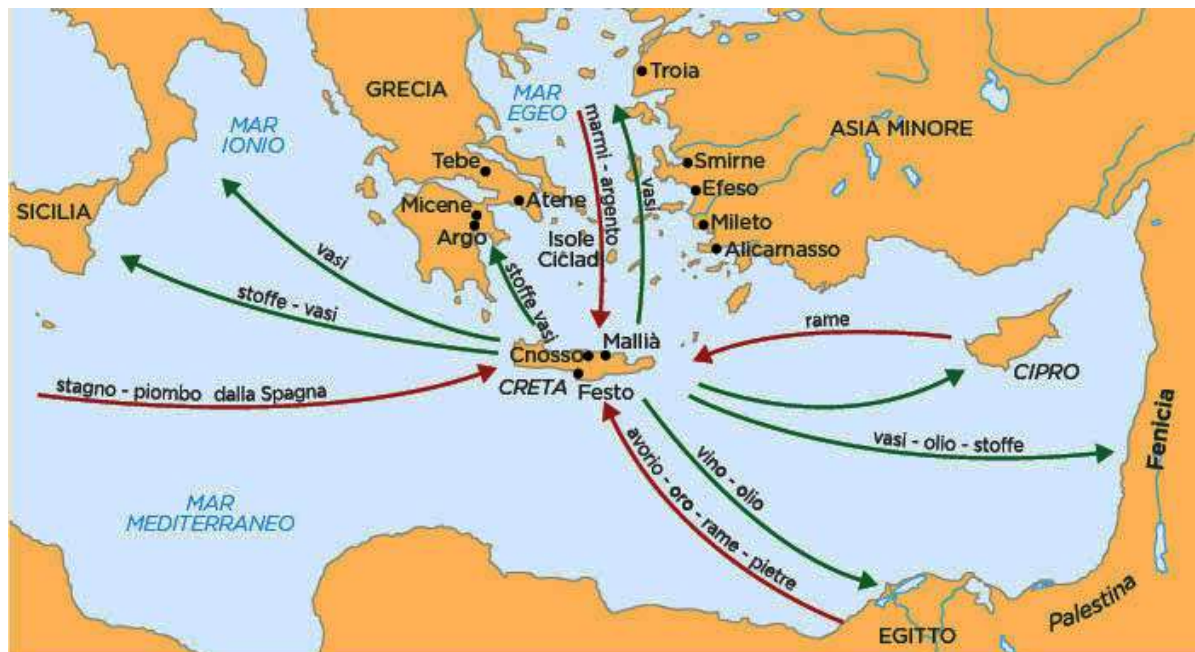 Troia
GRECIA
MAR
EGEO
MAR
IONIO
marmi - argento
vasi
ASIA MINORE
Tebe
Smirne
Efeso
SICILIA
Micene
Atene
Argo
Isole
Ciclad
Mileto
Alicarnasso
vasi
stoffe - vasi
stoffe vasi
rame
Mallià
Cnosso
CRETA
Festo
CIPRO
stagno - piombo dalla Spagna
vasi - olio - stoffe
Fenicia
vino - olio
avorio - oro - rame - pietre
MAR
MEDITERRANEO
Palestina
EGITTO